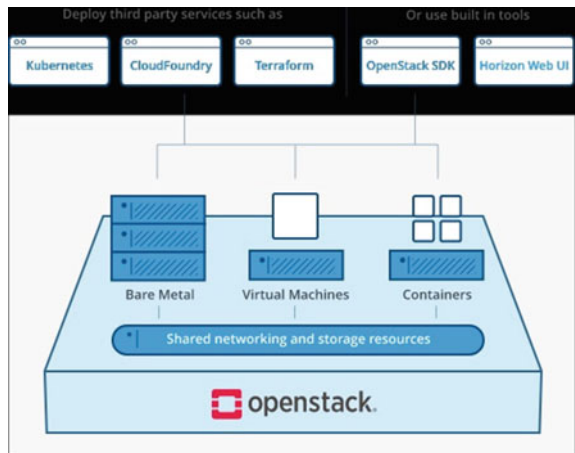 Deploy third party services such as
Or use built in tools
Kubernetes
CloudFoundry
Terraform
OpenStack SDK
Horizon Web UI
Bare Metal
Virtual Machines
Containers
Shared networking and storage resources
openstack.